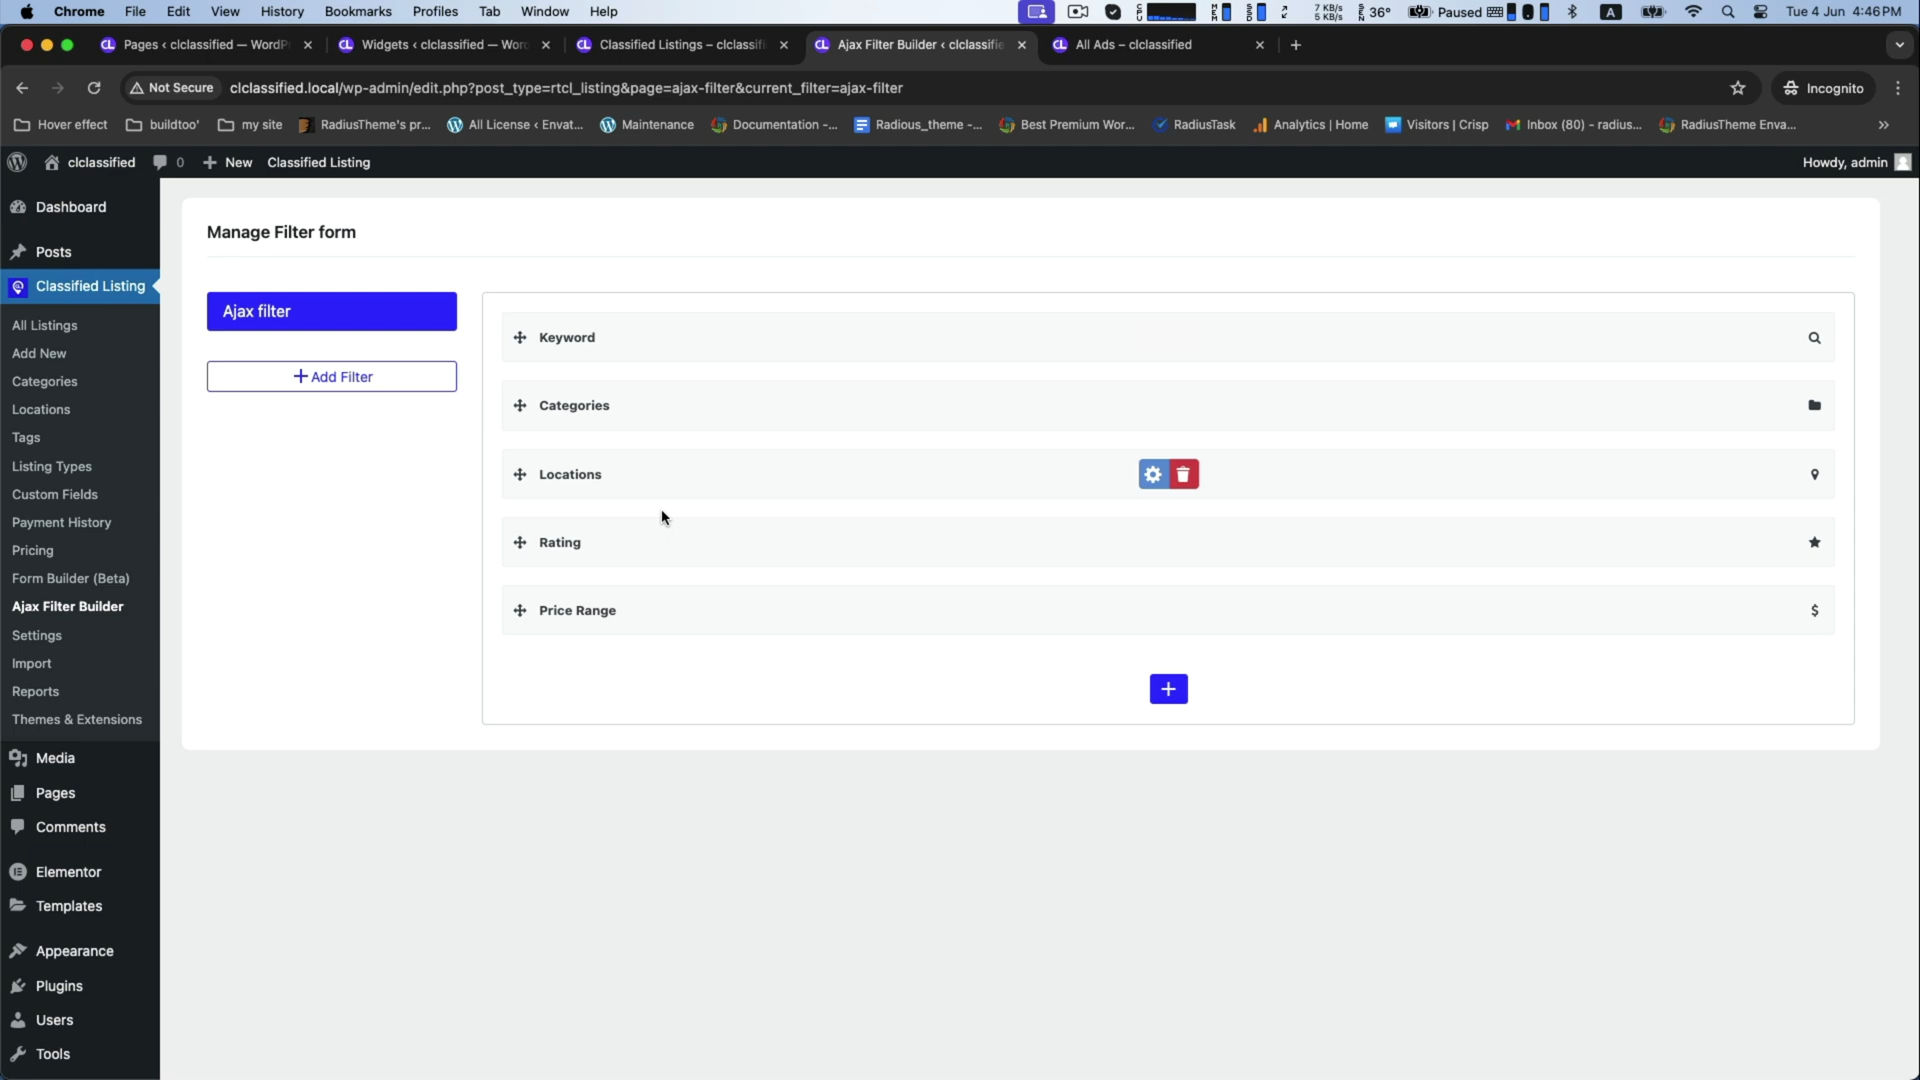 Chrome File Edit View History Bookmarks Profiles Tab Window Help 7 KB/s 5 KB/s 36° Paused A Tue 4 Jun 4:46 PM
Pages ‹ clclassified — WordP Widgets ‹ clclassified — Word Classified Listings – clclassifi Ajax Filter Builder ‹ clclassifie All Ads – clclassified
Not Secure clclassified.local/wp-admin/edit.php?post_type=rtcl_listing&page=ajax-filter&current_filter=ajax-filter Incognito
Hover effect buildtoo' my site RadiusTheme's pr... All License ‹ Envat... Maintenance Documentation -... Radious_theme -... Best Premium Wor... RadiusTask Analytics | Home Visitors | Crisp Inbox (80) - radius... RadiusTheme Enva... »
clclassified 0 New Classified Listing Howdy, admin
Dashboard
Posts
Classified Listing
All Listings
Add New
Categories
Locations
Tags
Listing Types
Custom Fields
Payment History
Pricing
Form Builder (Beta)
Ajax Filter Builder
Settings
Import
Reports
Themes & Extensions
Media
Pages
Comments
Elementor
Templates
Appearance
Plugins
Users
Tools
Manage Filter form
Ajax filter
+ Add Filter
Keyword
Categories
Locations
Rating
Price Range $
+